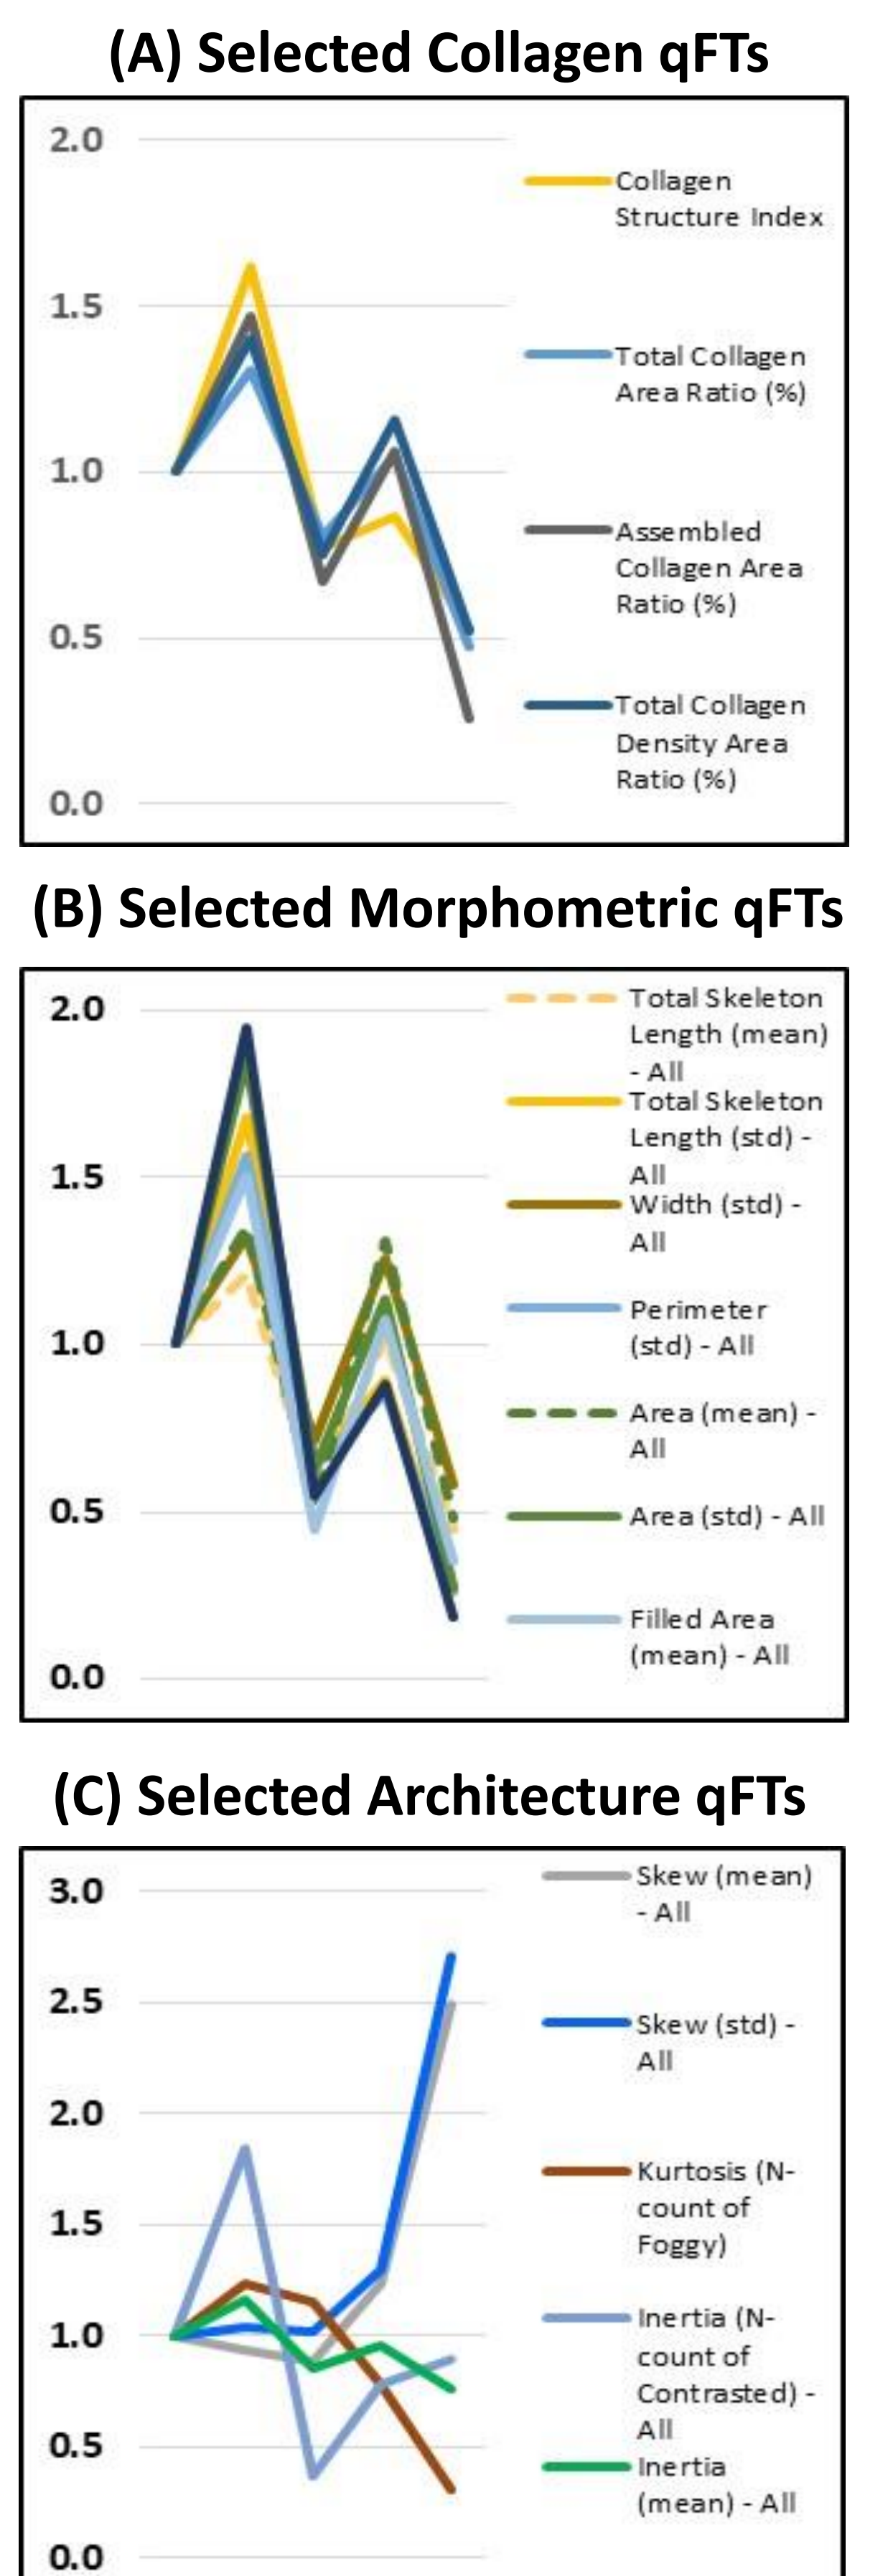 (A) Selected Collagen qFTs
2.0
1.5
1.0
0.5
0.0
Collagen
Structure Index
Total Collagen
Area Ratio (%)
Assembled
Collagen Area
Ratio (%)
Total Collagen
Density Area
Ratio (%)
(B) Selected Morphometric qFTs
2.0
1.5
1.0
0.5
0.0
Total Skeleton
Length (mean)
- All
Total Skeleton
Length (std) -
All
Width (std) -
All
Perimeter
(std) - All
Area (mean) -
All
Area (std) - All
Filled Area
(mean) - All
(C) Selected Architecture qFTs
3.0
2.5
2.0
1.5
1.0
0.5
0.0
Skew (mean)
- All
Skew (std) -
All
Kurtosis (N-
count of
Foggy)
Inertia (N-
count of
Contrasted) -
All
Inertia
(mean) - All